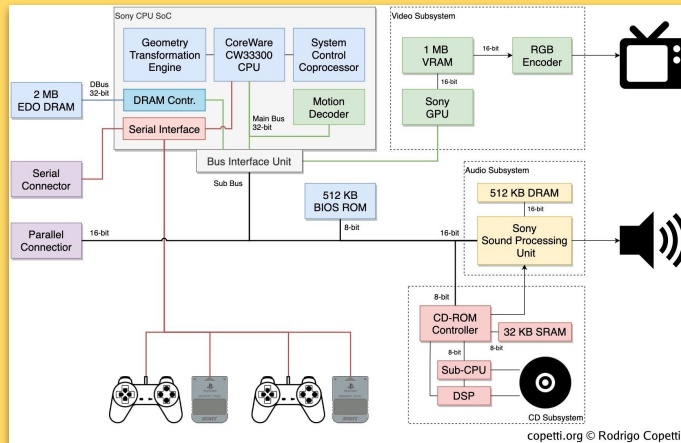 Sony CPU SoC
Geometry
Transformation
Engine
CoreWare
CW33300
CPU
System
Control
Coprocessor
2 MB
EDO DRAM
DBus
32-bit
DRAM Contr.
Main Bus
32-bit
Motion
Decoder
Serial Interface
Bus Interface Unit
Serial
Connector
Sub Bus
Parallel
Connectior
16-bit
512 KB
BIOS ROM
8-bit
16-bit
Video Subsystem
1 MB
VRAM
16-bit
RGB
Encoder
16-bit
Sony
GPU
Audio Subsystem
512 KB DRAM
16-bit
Sony
Sound Processing
Unit
8-bit
8-bit
CD-ROM
Controller
8-bit
32 KB SRAM
8-bit
Sub-CPU
DSP
CD Subsystem
copetti.org © Rodrigo Copetti